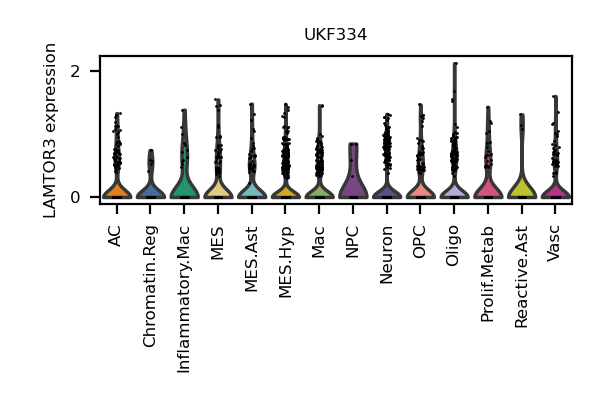 UKF334
LAMTOR3 expression
2
0
AC
Chromatin.Reg
Inflammatory.Mac
MES
MES.Ast
MES.Hyp
Mac
NPC
Neuron
OPC
Oligo
Prolif.Metab
Reactive.Ast
Vasc